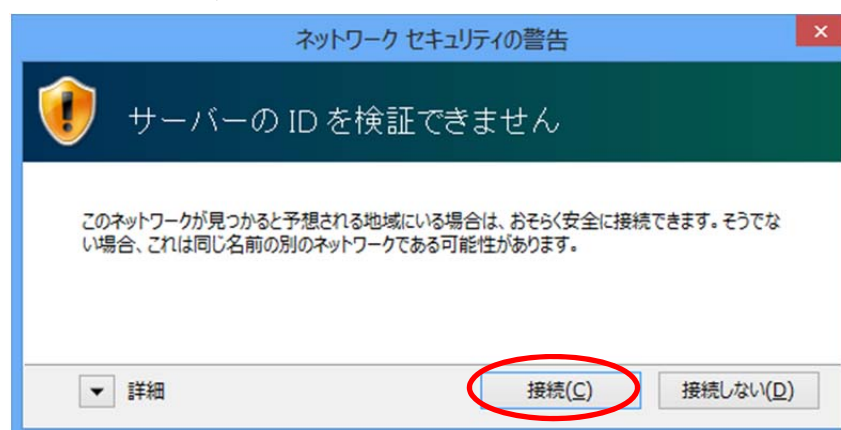 ネットワーク セキュリティの警告
サーバーの ID を検証できません
このネットワークが見つかると予想される地域にいる場合は、おそらく安全に接続できます。そうでな
い場合、これは同じ名前の別のネットワークである可能性があります。
詳細 接続(C) 接続しない(D)